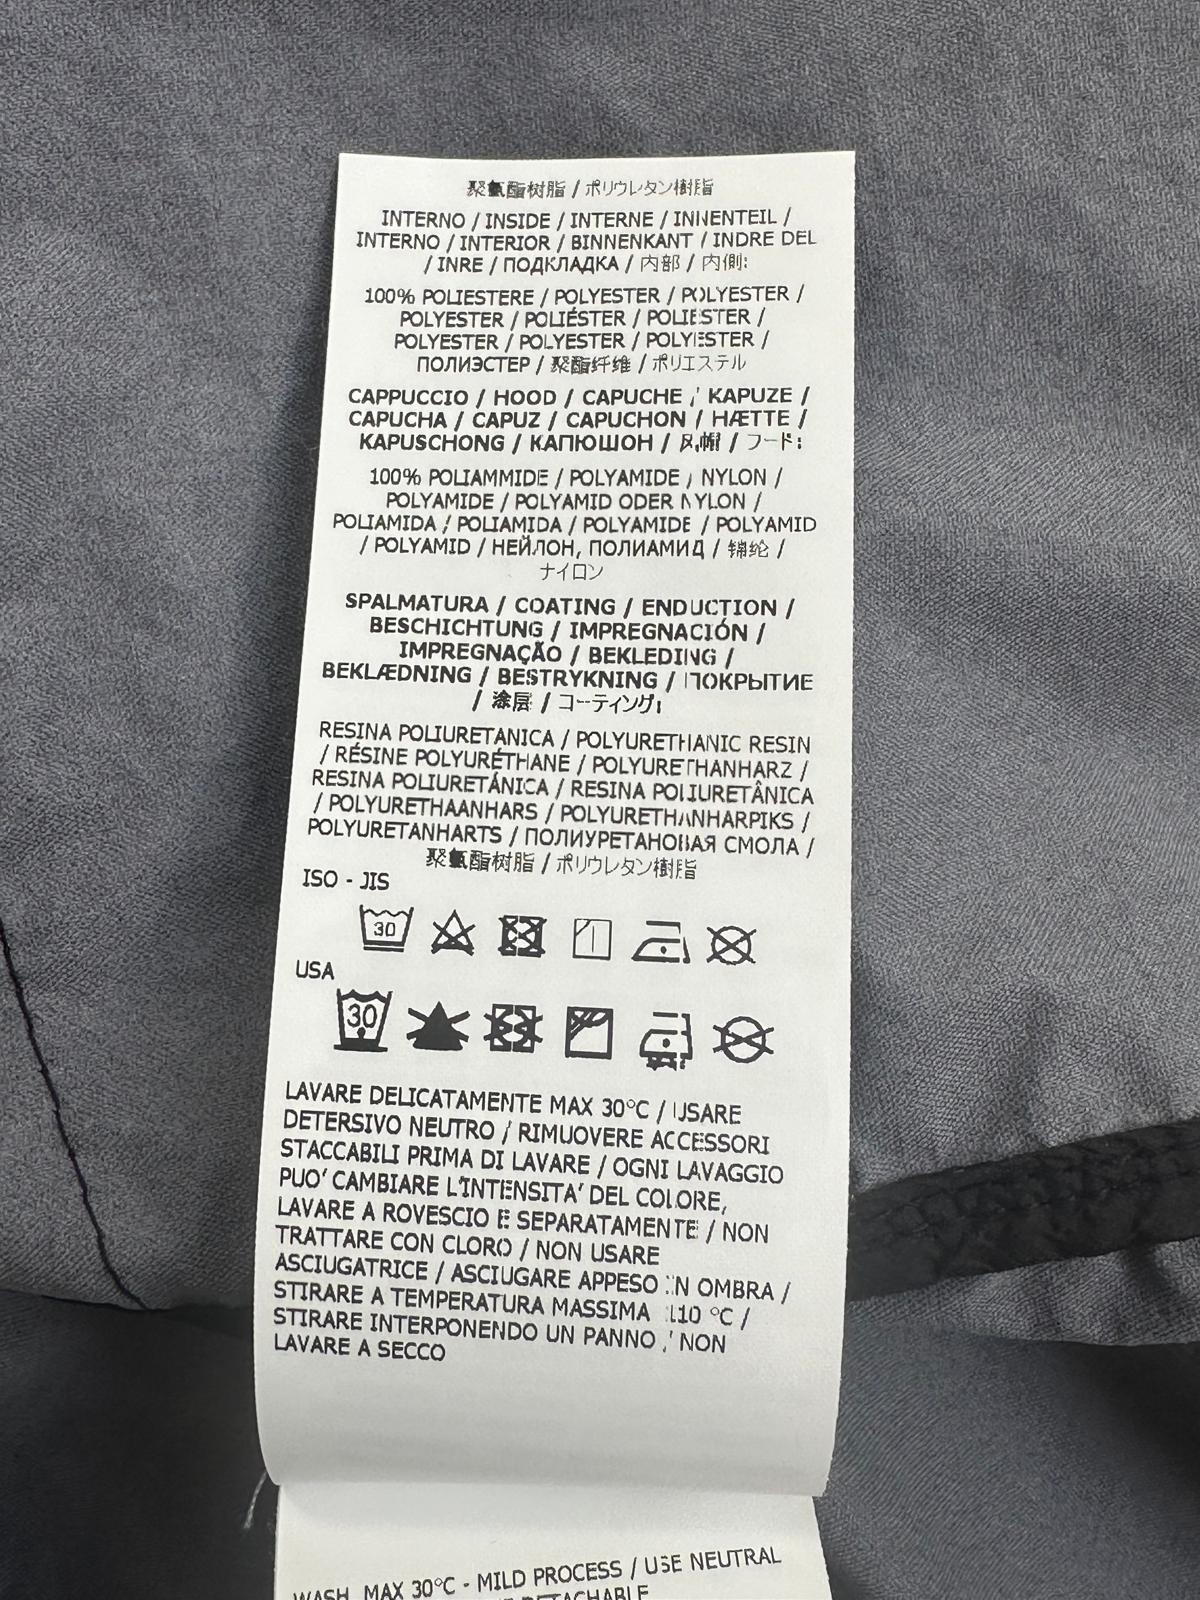 聚氨酯树脂 / ポリウレタン樹脂
INTERNO / INSIDE / INTERNE / INNENTEIL /
INTERNO / INTERIOR / BINNENKANT / INDRE DEL
/ INRE / ПОДКЛАДКА / 内部 / 内側:
100% POLIESTERE / POLYESTER / POLYESTER /
POLYESTER / POLIÉSTER / POLIESTER /
POLYESTER / POLYESTER / POLYESTER /
ПОЛИЭСТЕР / 聚酯纤维 / ポリエステル
CAPPUCCIO / HOOD / CAPUCHE / KAPUZE /
CAPUCHA / CAPUZ / CAPUCHON / HÆTTE /
KAPUSCHONG / КАПЮШОН / 风帽 / フード:
100% POLIAMMIDE / POLYAMIDE / NYLON /
POLYAMIDE / POLYAMID ODER NYLON /
POLIAMIDA / POLIAMIDA / POLYAMIDE / POLYAMID
/ POLYAMID / НЕЙЛОН, ПОЛИАМИД / 锦纶 /
ナイロン
SPALMATURA / COATING / ENDUCTION /
BESCHICHTUNG / IMPREGNACIÓN /
IMPREGNAÇÃO / BEKLEDING /
BEKLÆDNING / BESTRYKNING / ПОКРЫТИЕ
/ 涂层 / コーティング:
RESINA POLIURETANICA / POLYURETHANIC RESIN
/ RÉSINE POLYURÉTHANE / POLYURETHANHARZ /
RESINA POLIURETÁNICA / RESINA POLIURETÂNICA
/ POLYURETHAANHARS / POLYURETHANHARPIKS /
POLYURETANHARTS / ПОЛИУРЕТАНОВАЯ СМОЛА /
聚氨酯树脂 / ポリウレタン樹脂
ISO - JIS
30
USA
30
LAVARE DELICATAMENTE MAX 30°C / USARE
DETERSIVO NEUTRO / RIMUOVERE ACCESSORI
STACCABILI PRIMA DI LAVARE / OGNI LAVAGGIO
PUO' CAMBIARE L'INTENSITA' DEL COLORE,
LAVARE A ROVESCIO E SEPARATAMENTE / NON
TRATTARE CON CLORO / NON USARE
ASCIUGATRICE / ASCIUGARE APPESO IN OMBRA /
STIRARE A TEMPERATURA MASSIMA 110 °C /
STIRARE INTERPONENDO UN PANNO / NON
LAVARE A SECCO
WASH MAX 30°C - MILD PROCESS / USE NEUTRAL